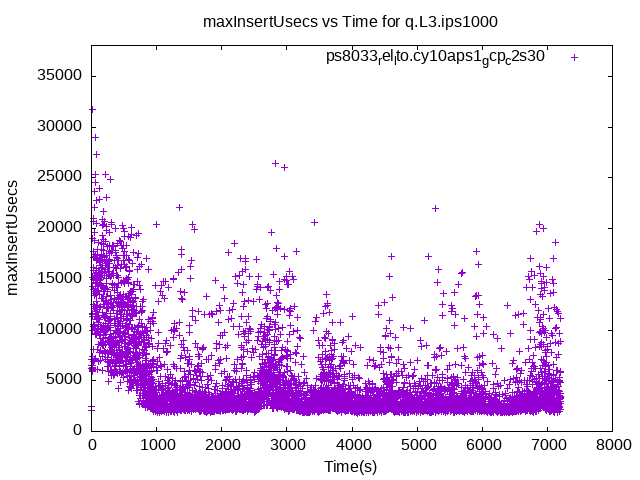 maxInsertUsecs vs Time for q.L3.ips1000
ps8033relito.cy10aps1gcpc2s30
maxInsertUsecs
35000
30000
25000
20000
15000
10000
5000
0
0 1000 2000 3000 4000 5000 6000 7000 8000
Time(s)